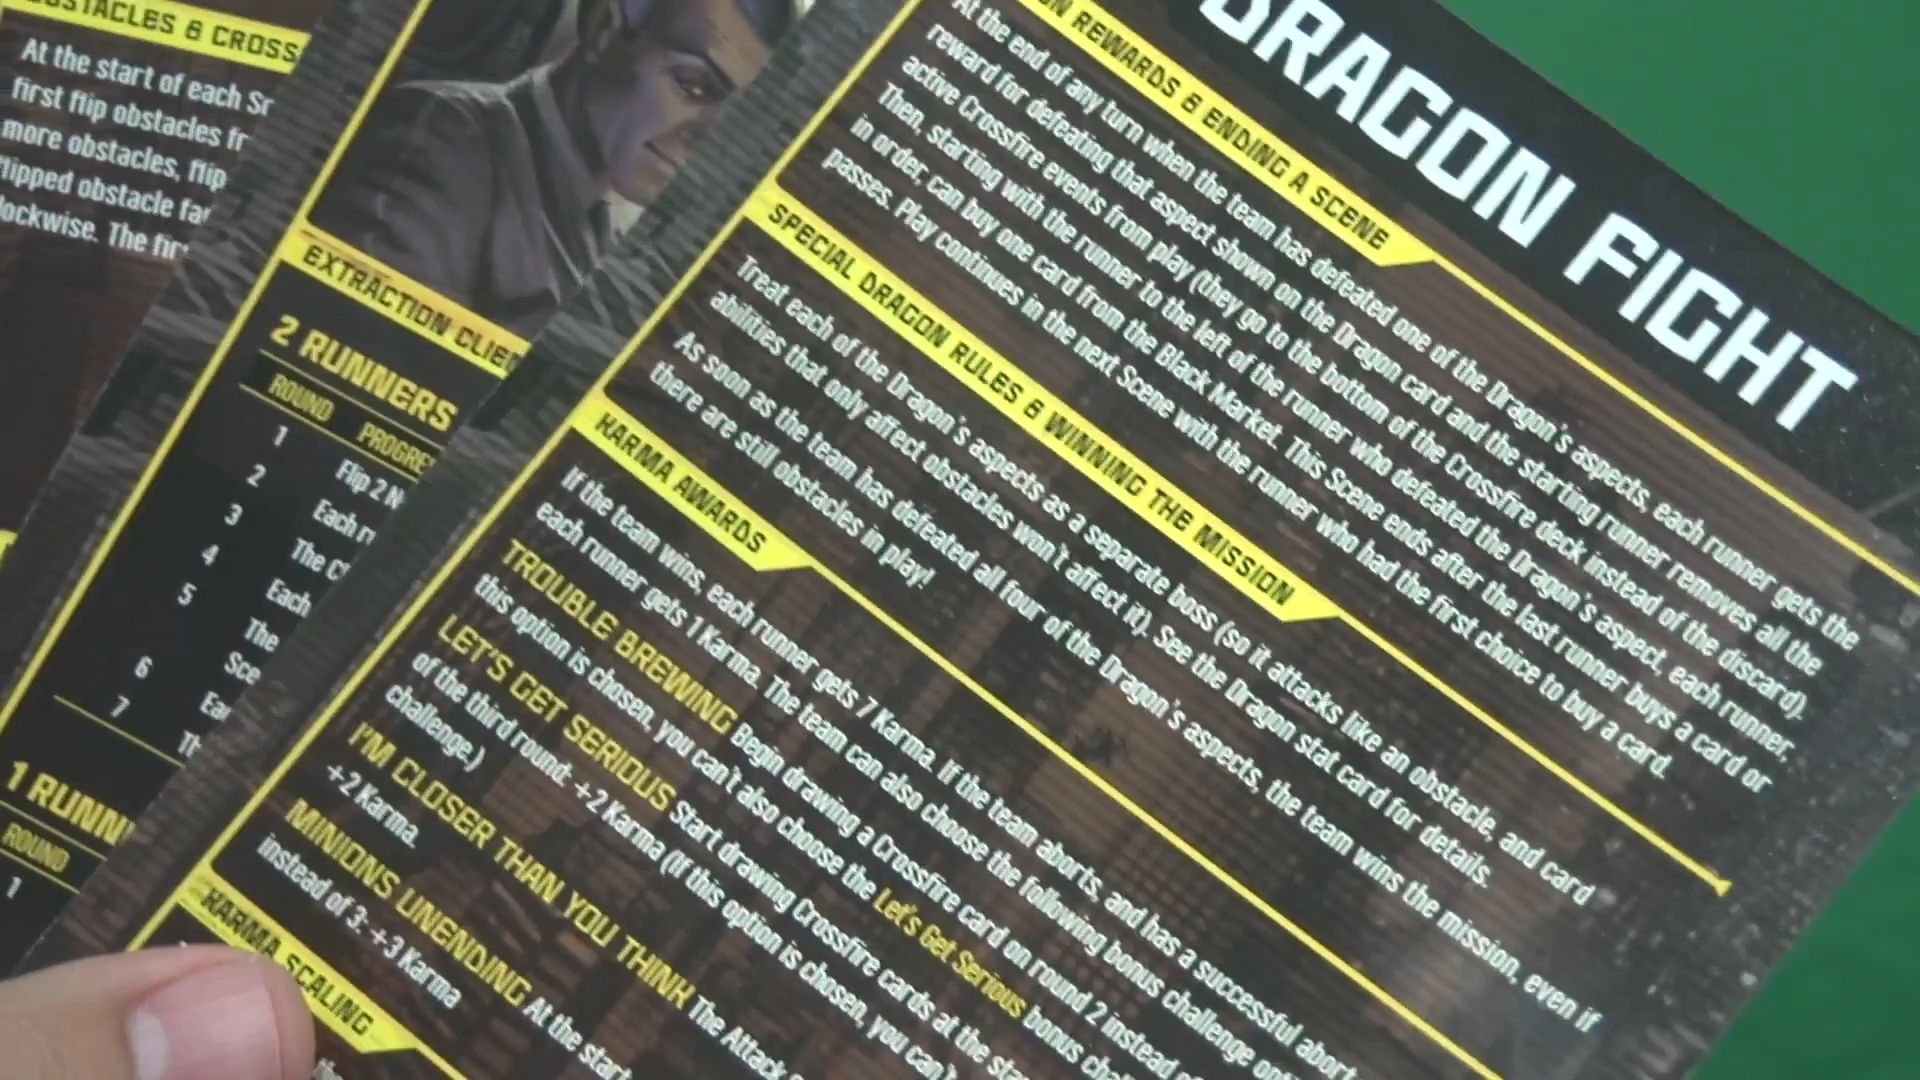 OBSTACLES & CROSS
At the start of each
first flip obstacles
more obstacles, flip
flipped obstacle
The
EXTRACTION
2 RUNNERS
ROUND
1
Flip 2
2
Each
3
The
4
Each
5
The
6
7
1
ROUND
1
DRAGON FIGHT
REWARDS & ENDING A SCENE
At the end of any turn when the team has defeated one of the Dragon's aspects, each runner gets the
reward for defeating that aspect shown on the Dragon card and the starting runner removes all the
active Crossfire events from play (they go to the bottom of the Crossfire deck instead of the discard).
Then, starting with the runner to the left of the runner who defeated the Dragon's aspect, each runner,
in order, can buy one card from the Black Market. This Scene ends after the last runner buys a card or
passes. Play continues in the next Scene with the runner who had the first choice to buy a card.
SPECIAL DRAGON RULES & WINNING THE MISSION
Treat each of the Dragon's aspects as a separate boss (so it attacks like an obstacle, and card
abilities that only affect obstacles won't affect it). See the Dragon stat card for details.
As soon as the team has defeated all four of the Dragon's aspects, the team wins the mission, even if
there are still obstacles in play!
KARMA AWARDS
If the team wins, each runner gets 7 Karma. If the team aborts, and has a successful abort
each runner gets 1 Karma. The team can also choose the following bonus challenge
TROUBLE BREWING Begin drawing a Crossfire card on round 2 instead of
this option is chosen, you can't also choose the Let's Get Serious bonus
LET'S GET SERIOUS Start drawing Crossfire cards at the
of the third round: +2 Karma (If this option is chosen, you can't
challenge.)
I'M CLOSER THAN YOU THINK The Attack
+2 Karma.
MINIONS UNENDING At the start
instead of 3: +3 Karma
KARMA SCALING